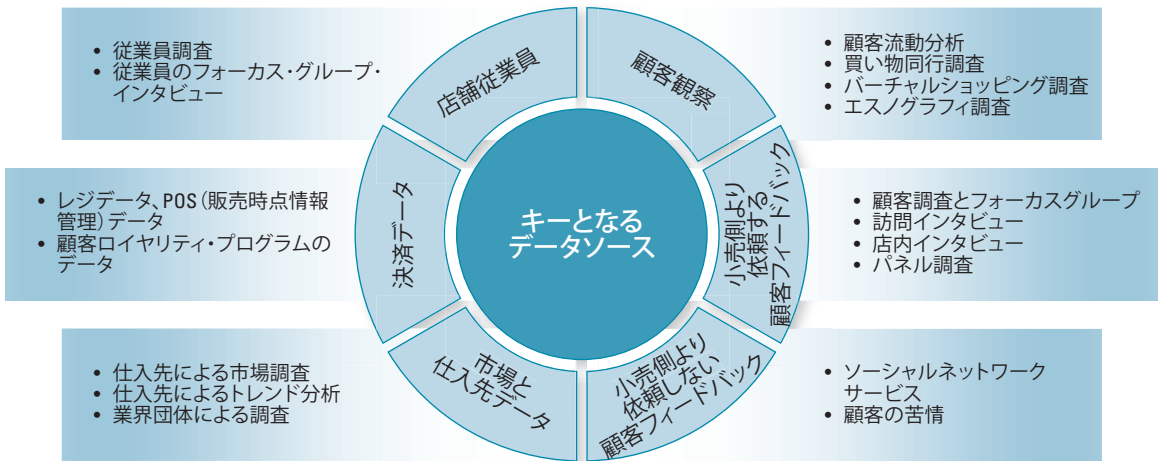 • 従業員調査
• 従業員のフォーカス・グループ・
インタビュー
店舗従業員
顧客観察
• 顧客流動分析
• 買い物同行調査
• バーチャルショッピング調査
• エスノグラフィ調査
• レジデータ、POS(販売時点情報
管理)データ
• 顧客ロイヤリティ・プログラムの
データ
決済データ
キーとなる
データソース
小売側より
依頼する
顧客フィードバック
• 顧客調査とフォーカスグループ
• 訪問インタビュー
• 店内インタビュー
• パネル調査
• 仕入先による市場調査
• 仕入先によるトレンド分析
• 業界団体による調査
市場と
仕入先データ
小売側より
依頼しない
顧客フィードバック
• ソーシャルネットワーク
サービス
• 顧客の苦情